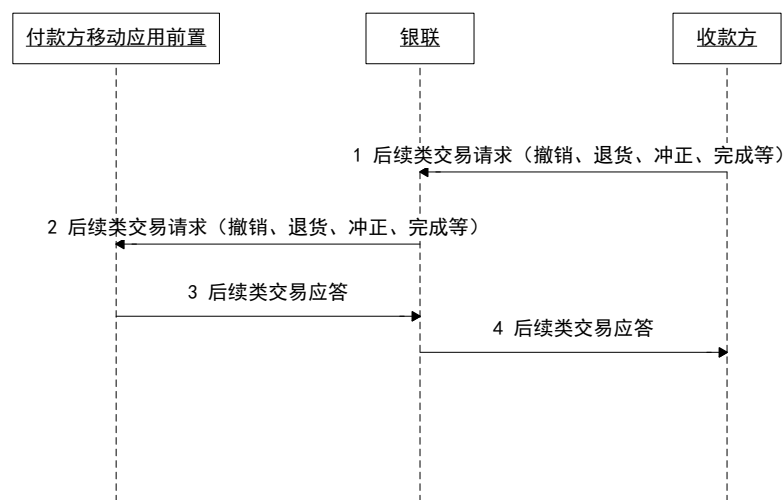 付款方移动应用前置
银联
收款方
1 后续类交易请求（撤销、退货、冲正、完成等）
2 后续类交易请求（撤销、退货、冲正、完成等）
3 后续类交易应答
4 后续类交易应答